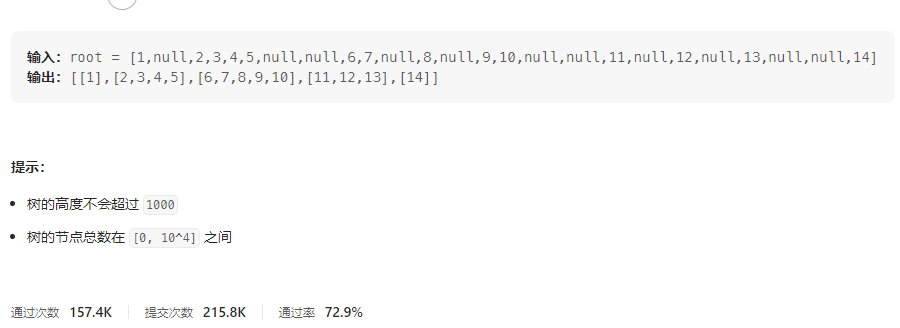 输入：root = [1,null,2,3,4,5,null,null,6,7,null,8,null,9,10,null,null,11,null,12,null,13,null,null,14]
输出：[[1],[2,3,4,5],[6,7,8,9,10],[11,12,13],[14]]
提示：
• 树的高度不会超过 1000
• 树的节点总数在 [0, 10^4] 之间
通过次数 157.4K 提交次数 215.8K 通过率 72.9%